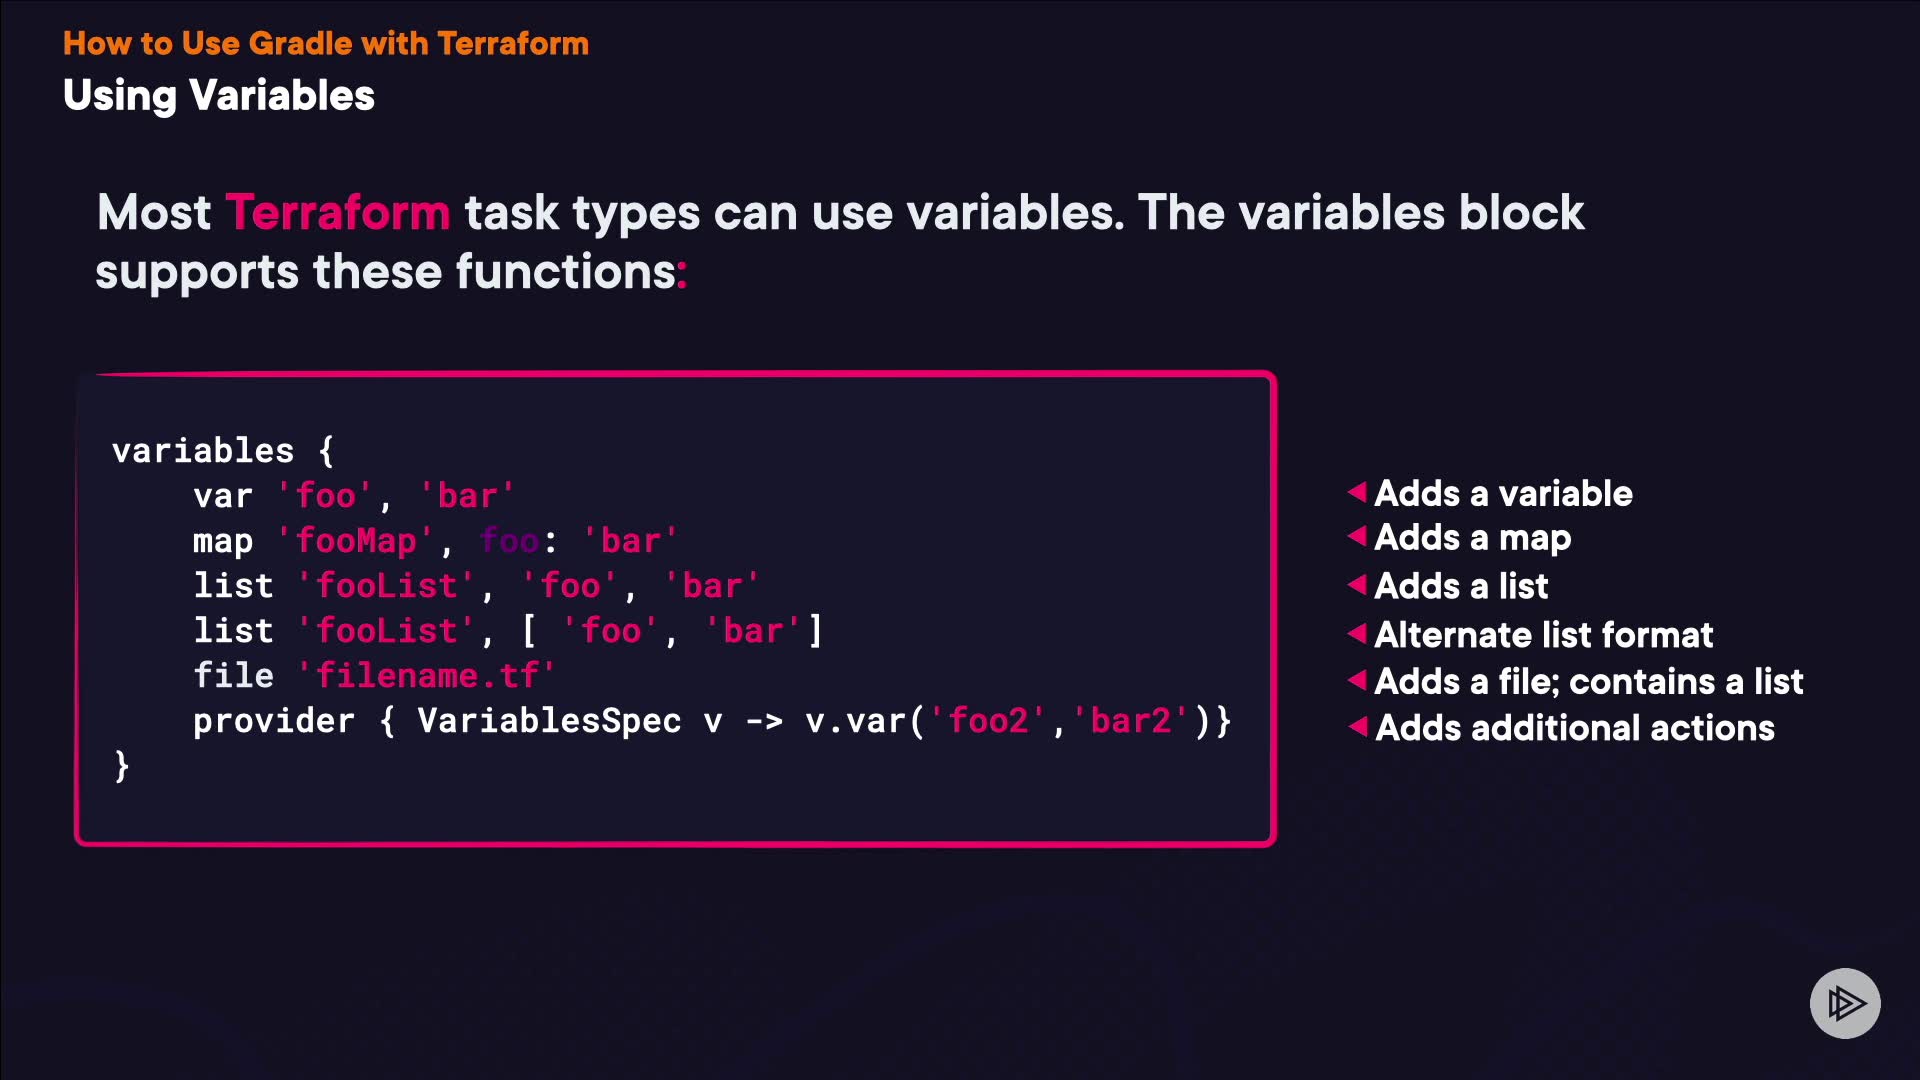 How to Use Gradle with Terraform
Using Variables
Most Terraform task types can use variables. The variables block
supports these functions:
variables {
var 'foo', 'bar'
map 'fooMap', foo: 'bar'
list 'fooList', 'foo', 'bar'
list 'fooList', [ 'foo', 'bar']
file 'filename.tf'
provider { VariablesSpec v -> v.var('foo2','bar2')}
}
Adds a variable
Adds a map
Adds a list
Alternate list format
Adds a file; contains a list
Adds additional actions